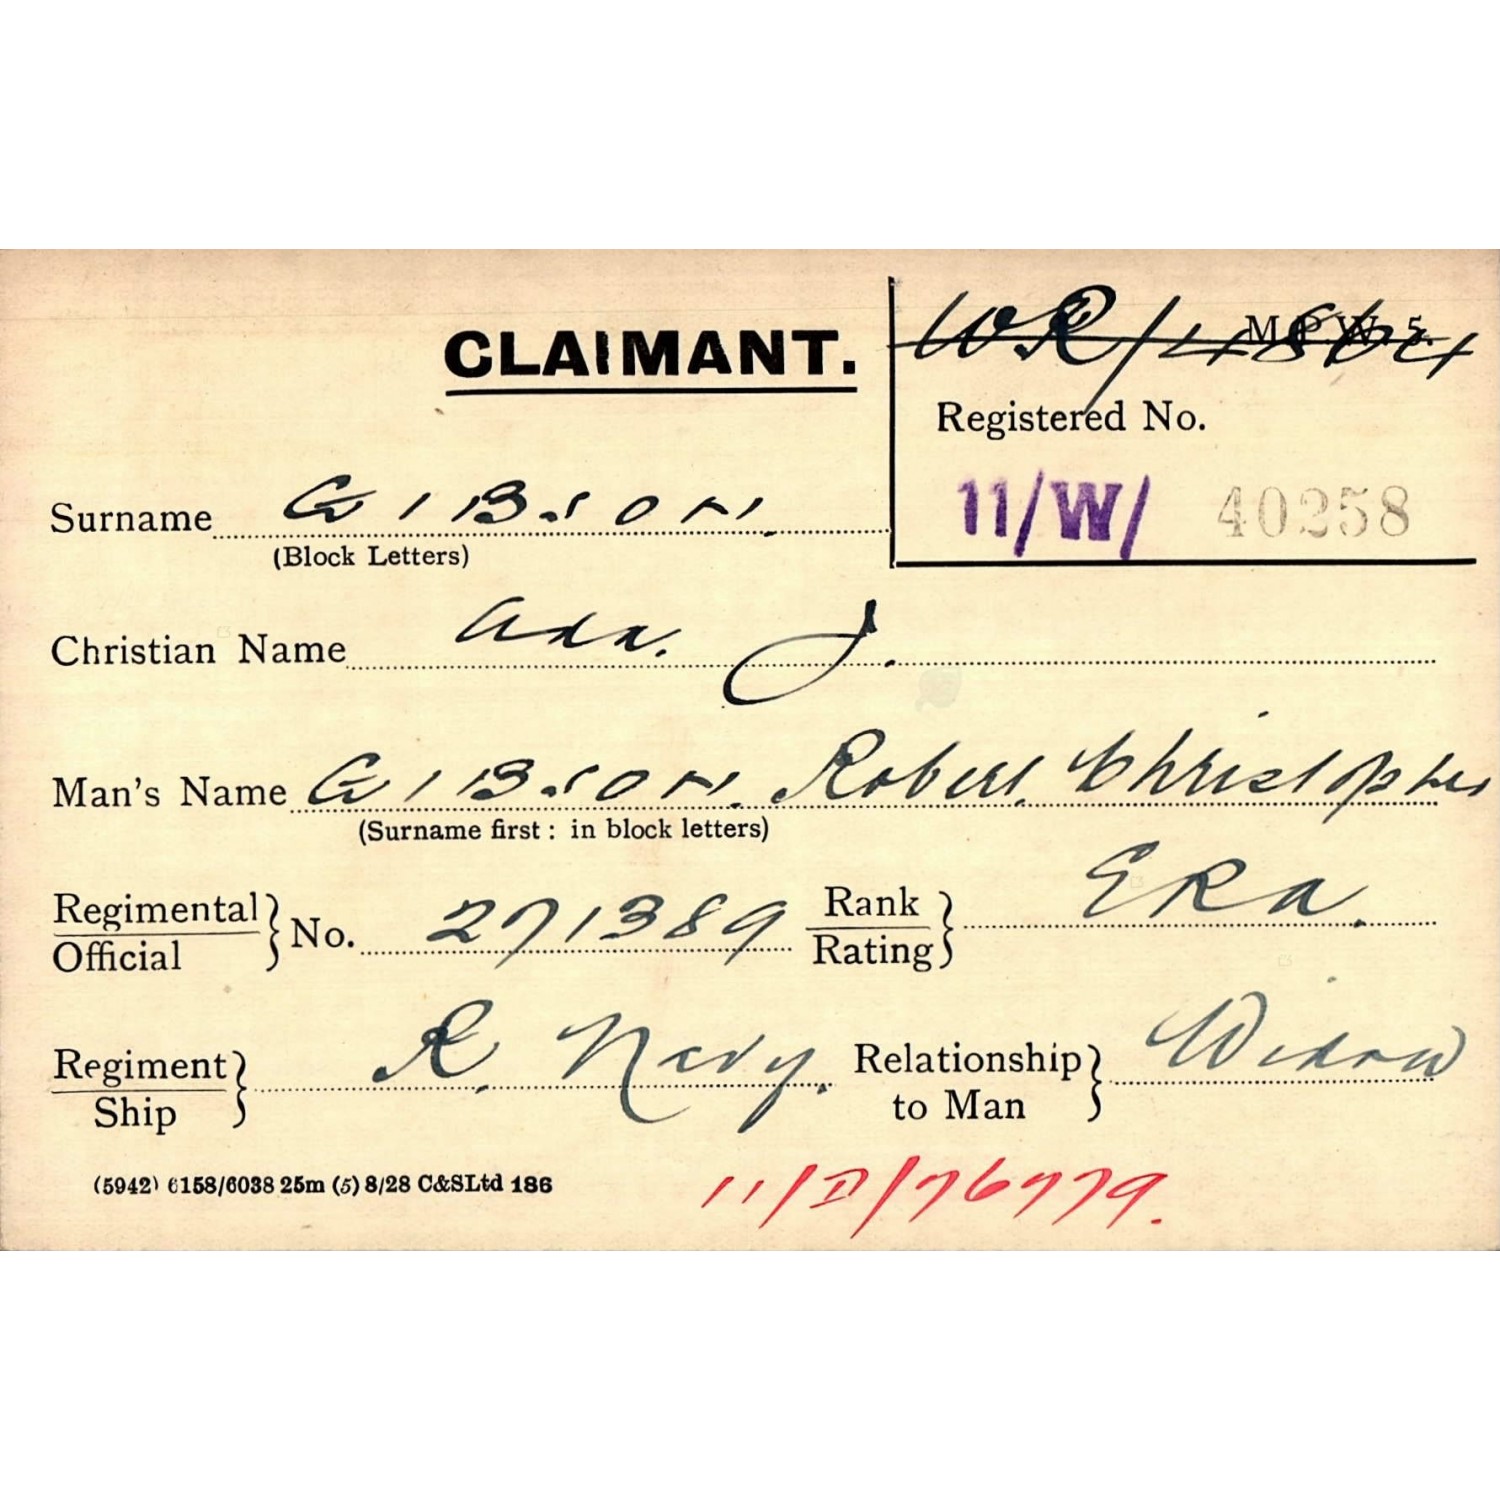 CLAIMANT.
M.P.W. 5.
Registered No.
11/W/ 40258
Surname GIBSON.
(Block Letters)
Christian Name Ada. J.
Man's Name GIBSON. Robert Christopher
(Surname first: in block letters)
Regimental Official } No. 271389 Rank Rating } ERA.
Regiment Ship } R. Navy. Relationship to Man } Widow
(5942) 6158/6038 25m (5) 8/28 C&SLtd 186
11/D/76779.